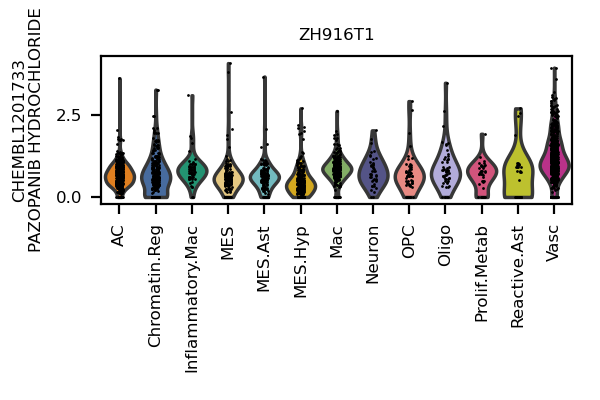 ZH916T1
CHEMBL1201733
PAZOPANIB HYDROCHLORIDE
2.5
0.0
AC
Chromatin.Reg
Inflammatory.Mac
MES
MES.Ast
MES.Hyp
Mac
Neuron
OPC
Oligo
Prolif.Metab
Reactive.Ast
Vasc